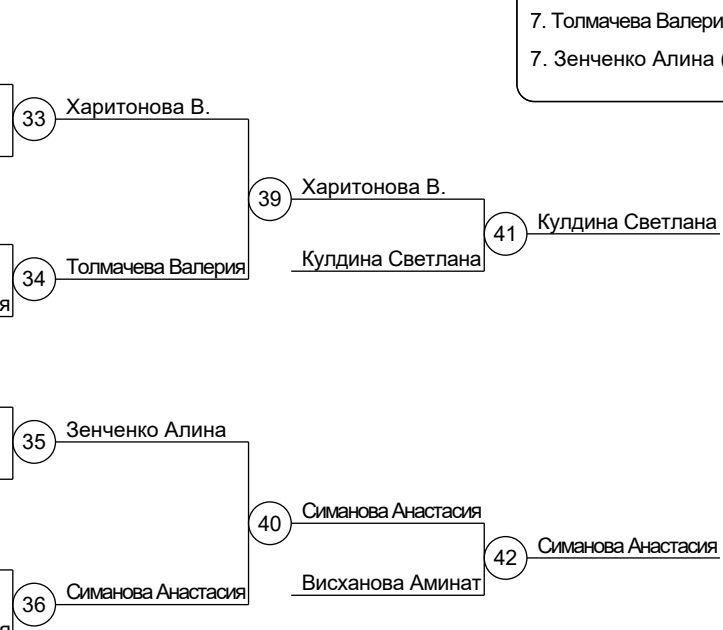 7. Толмачева Валери
7. Зенченко Алина (
33 Харитонова В.
39 Харитонова В.
41 Кулдина Светлана
Кулдина Светлана
34 Толмачева Валерия
я
35 Зенченко Алина
40 Симанова Анастасия
42 Симанова Анастасия
Висханова Аминат
36 Симанова Анастасия